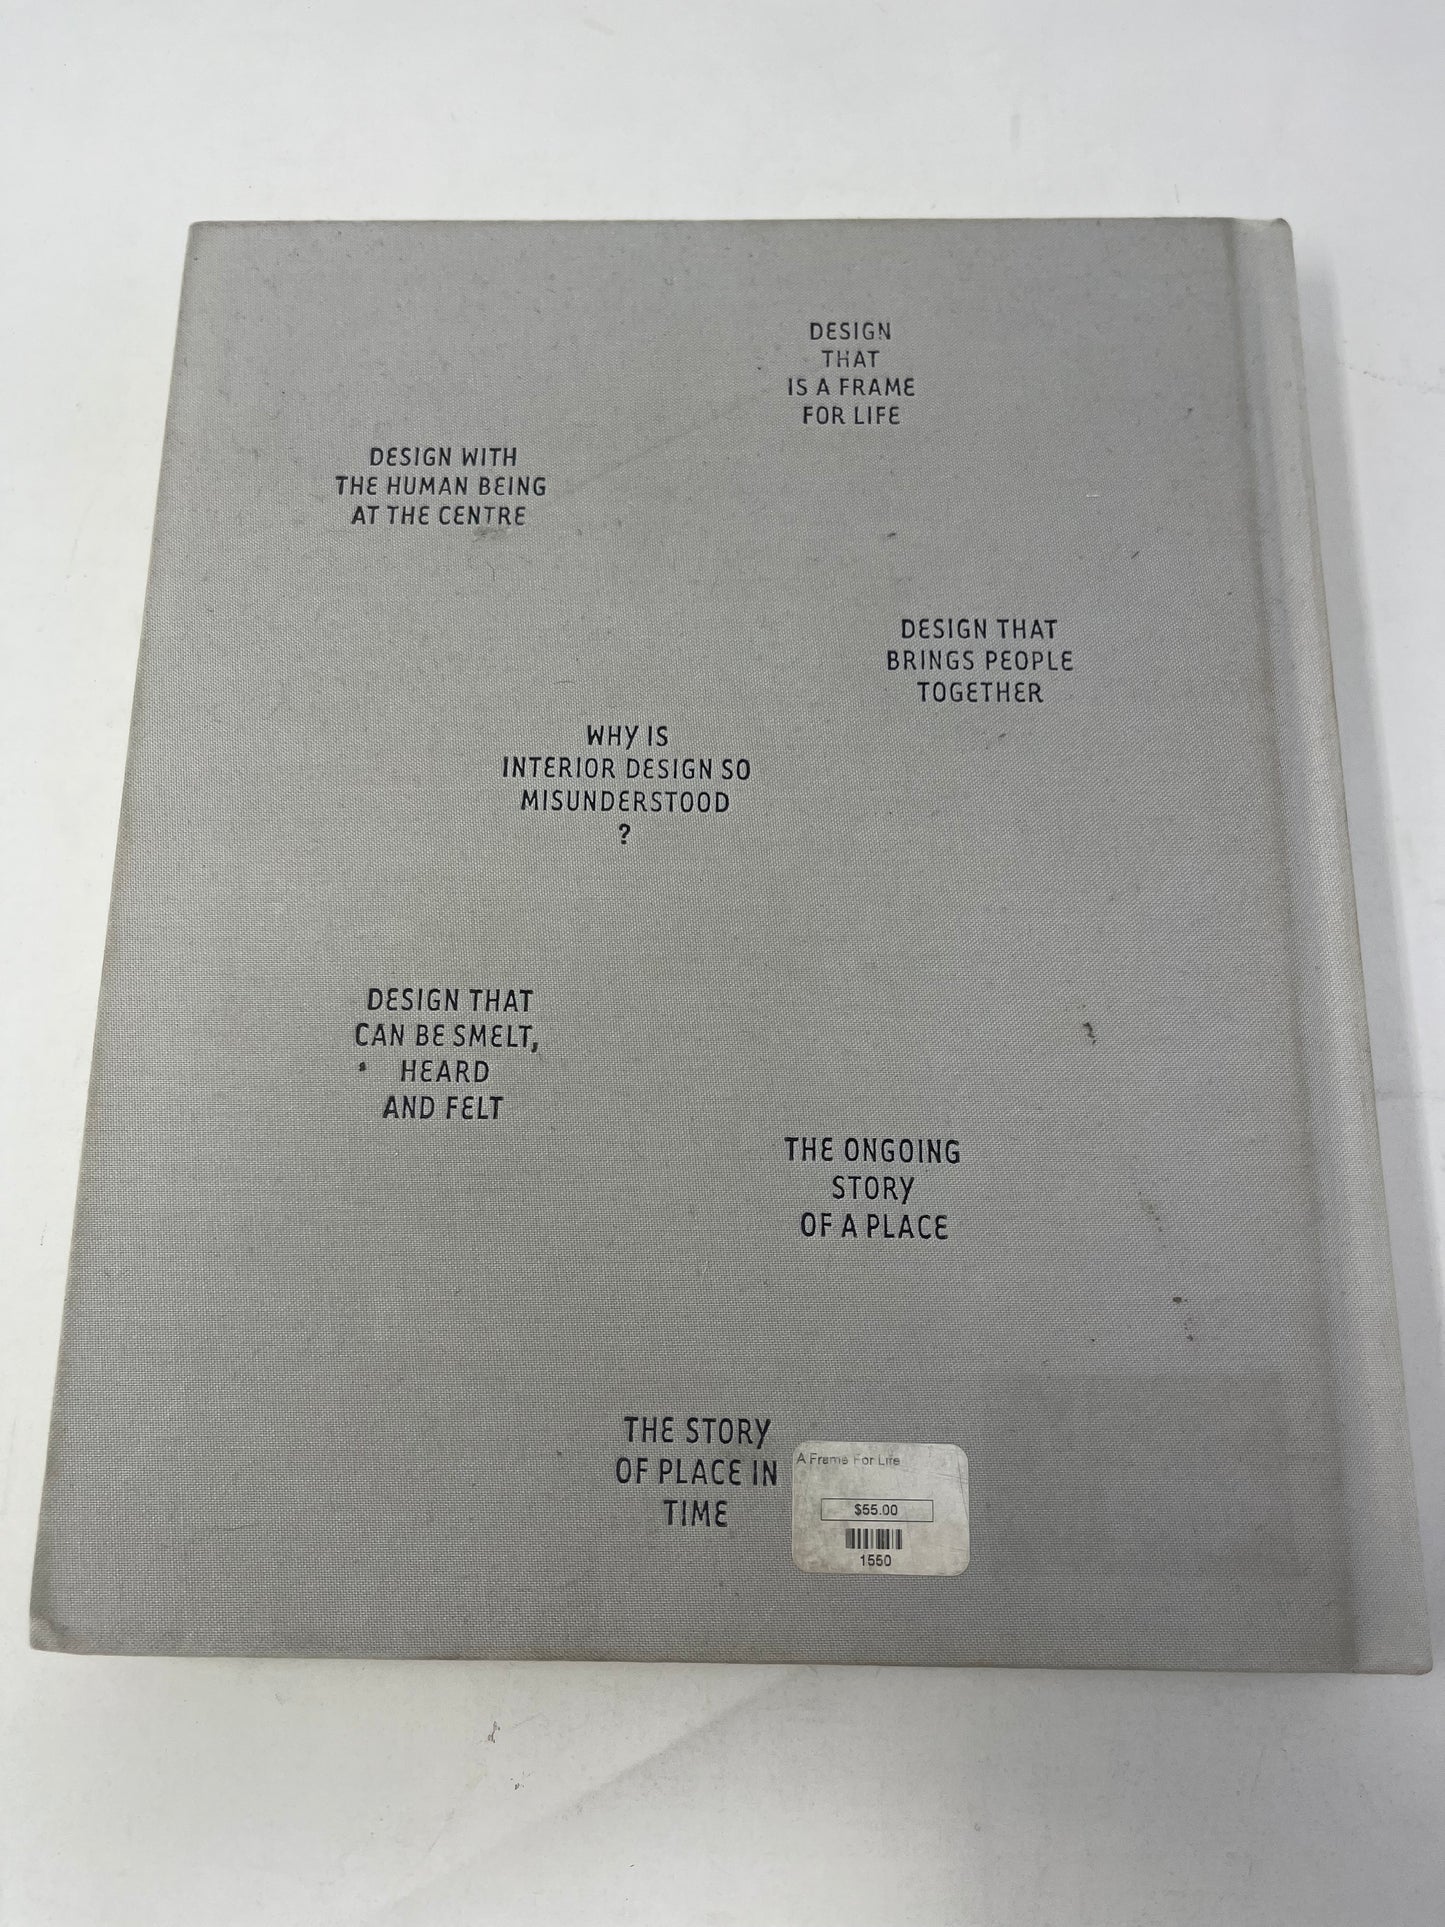 DESIGN
THAT
IS A FRAME
FOR LIFE
DESIGN WITH
THE HUMAN BEING
AT THE CENTRE
DESIGN THAT
BRINGS PEOPLE
TOGETHER
WHY IS
INTERIOR DESIGN SO
MISUNDERSTOOD
?
DESIGN THAT
CAN BE SMELT,
HEARD
AND FELT
THE ONGOING
STORY
OF A PLACE
THE STORY
OF PLACE IN
TIME
A Frame For Life
$55.00
1550